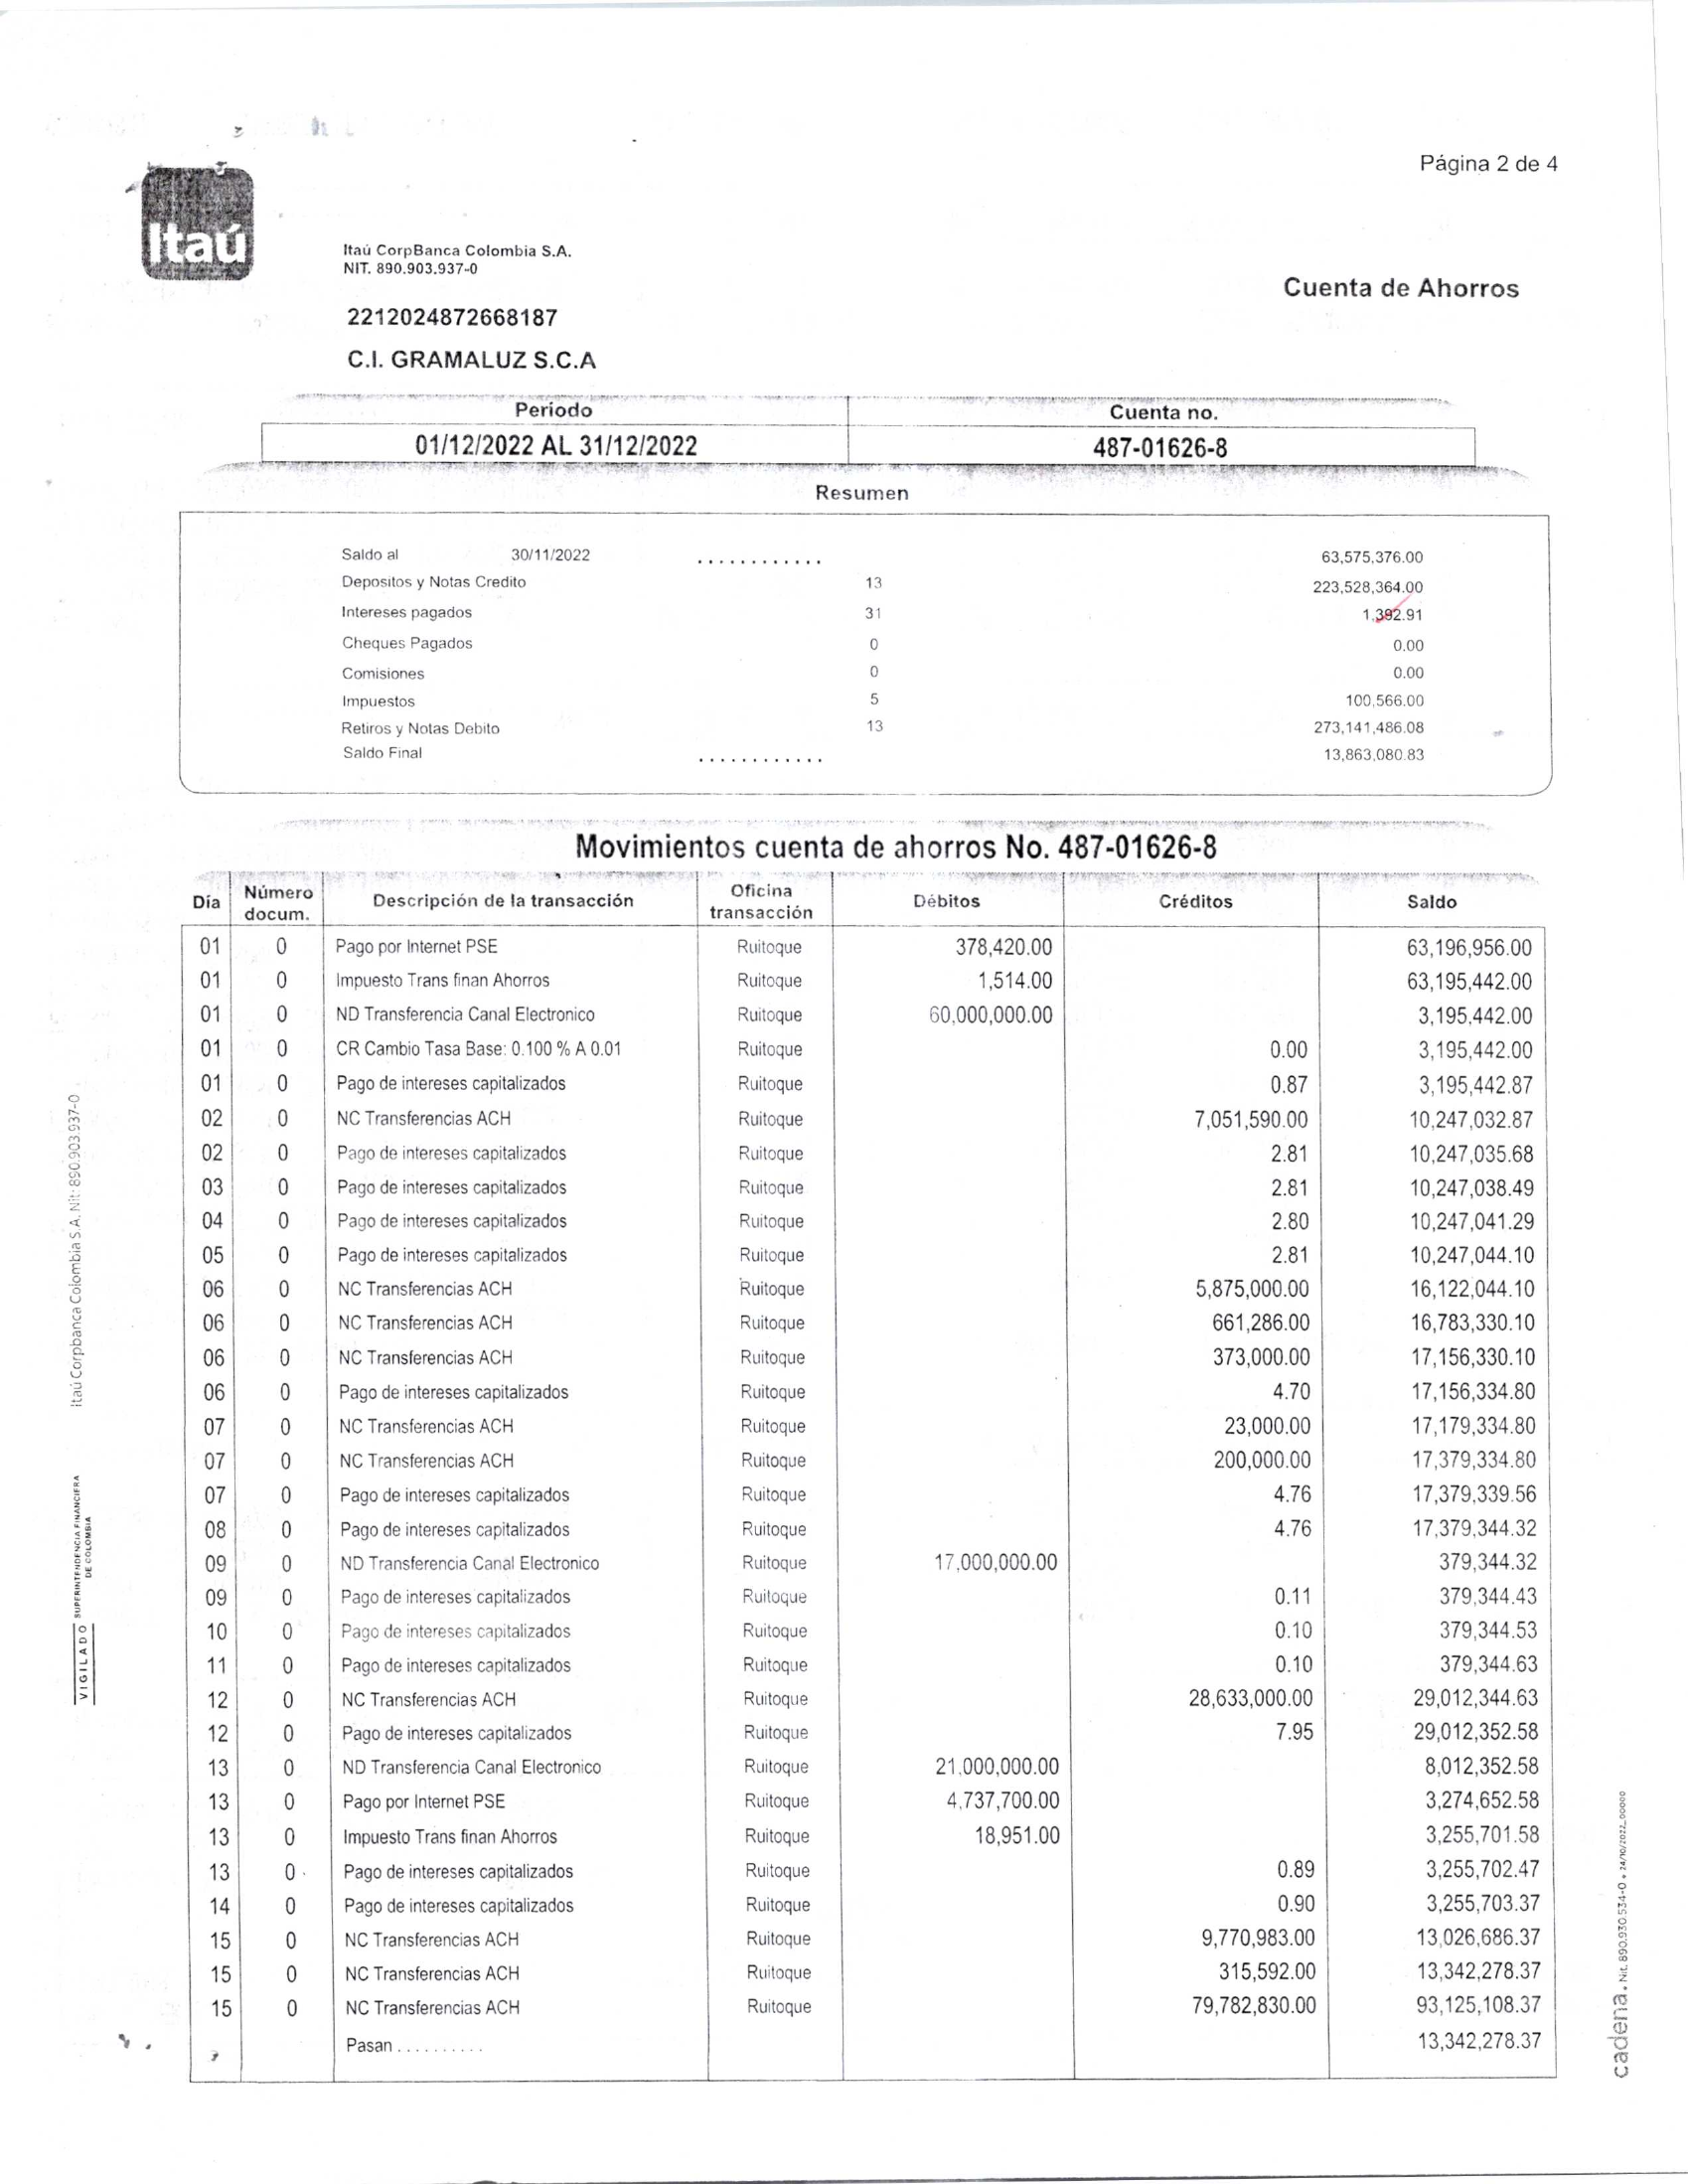 Página 2 de 4
Itaú
Itaú CorpBanca Colombia S.A.
NIT. 890.903.937-0
Cuenta de Ahorros
2212024872668187
C.I. GRAMALUZ S.C.A
Periodo Cuenta no.
01/12/2022 AL 31/12/2022 487-01626-8
Resumen
Saldo al 30/11/2022 ............ 63,575,376.00
Depositos y Notas Credito 13 223,528,364.00
Intereses pagados 31 1,392.91
Cheques Pagados 0 0.00
Comisiones 0 0.00
Impuestos 5 100,566.00
Retiros y Notas Debito 13 273,141,486.08
Saldo Final ............ 13,863,080.83
Movimientos cuenta de ahorros No. 487-01626-8
Día Número docum. Descripción de la transacción Oficina transacción Débitos Créditos Saldo
01 0 Pago por Internet PSE Ruitoque 378,420.00 63,196,956.00
01 0 Impuesto Trans finan Ahorros Ruitoque 1,514.00 63,195,442.00
01 0 ND Transferencia Canal Electronico Ruitoque 60,000,000.00 3,195,442.00
01 0 CR Cambio Tasa Base: 0.100 % A 0.01 Ruitoque 0.00 3,195,442.00
01 0 Pago de intereses capitalizados Ruitoque 0.87 3,195,442.87
02 0 NC Transferencias ACH Ruitoque 7,051,590.00 10,247,032.87
02 0 Pago de intereses capitalizados Ruitoque 2.81 10,247,035.68
03 0 Pago de intereses capitalizados Ruitoque 2.81 10,247,038.49
04 0 Pago de intereses capitalizados Ruitoque 2.80 10,247,041.29
05 0 Pago de intereses capitalizados Ruitoque 2.81 10,247,044.10
06 0 NC Transferencias ACH Ruitoque 5,875,000.00 16,122,044.10
06 0 NC Transferencias ACH Ruitoque 661,286.00 16,783,330.10
06 0 NC Transferencias ACH Ruitoque 373,000.00 17,156,330.10
06 0 Pago de intereses capitalizados Ruitoque 4.70 17,156,334.80
07 0 NC Transferencias ACH Ruitoque 23,000.00 17,179,334.80
07 0 NC Transferencias ACH Ruitoque 200,000.00 17,379,334.80
07 0 Pago de intereses capitalizados Ruitoque 4.76 17,379,339.56
08 0 Pago de intereses capitalizados Ruitoque 4.76 17,379,344.32
09 0 ND Transferencia Canal Electronico Ruitoque 17,000,000.00 379,344.32
09 0 Pago de intereses capitalizados Ruitoque 0.11 379,344.43
10 0 Pago de intereses capitalizados Ruitoque 0.10 379,344.53
11 0 Pago de intereses capitalizados Ruitoque 0.10 379,344.63
12 0 NC Transferencias ACH Ruitoque 28,633,000.00 29,012,344.63
12 0 Pago de intereses capitalizados Ruitoque 7.95 29,012,352.58
13 0 ND Transferencia Canal Electronico Ruitoque 21,000,000.00 8,012,352.58
13 0 Pago por Internet PSE Ruitoque 4,737,700.00 3,274,652.58
13 0 Impuesto Trans finan Ahorros Ruitoque 18,951.00 3,255,701.58
13 0 Pago de intereses capitalizados Ruitoque 0.89 3,255,702.47
14 0 Pago de intereses capitalizados Ruitoque 0.90 3,255,703.37
15 0 NC Transferencias ACH Ruitoque 9,770,983.00 13,026,686.37
15 0 NC Transferencias ACH Ruitoque 315,592.00 13,342,278.37
15 0 NC Transferencias ACH Ruitoque 79,782,830.00 93,125,108.37
Pasan .......... 13,342,278.37
Itaú Corpbanca Colombia S.A. Nit: 890.903.937-0
VIGILADO SUPERINTENDENCIA FINANCIERA
DE COLOMBIA
cadena. Nit. 890.930.534-0 • 24/10/2022_00000